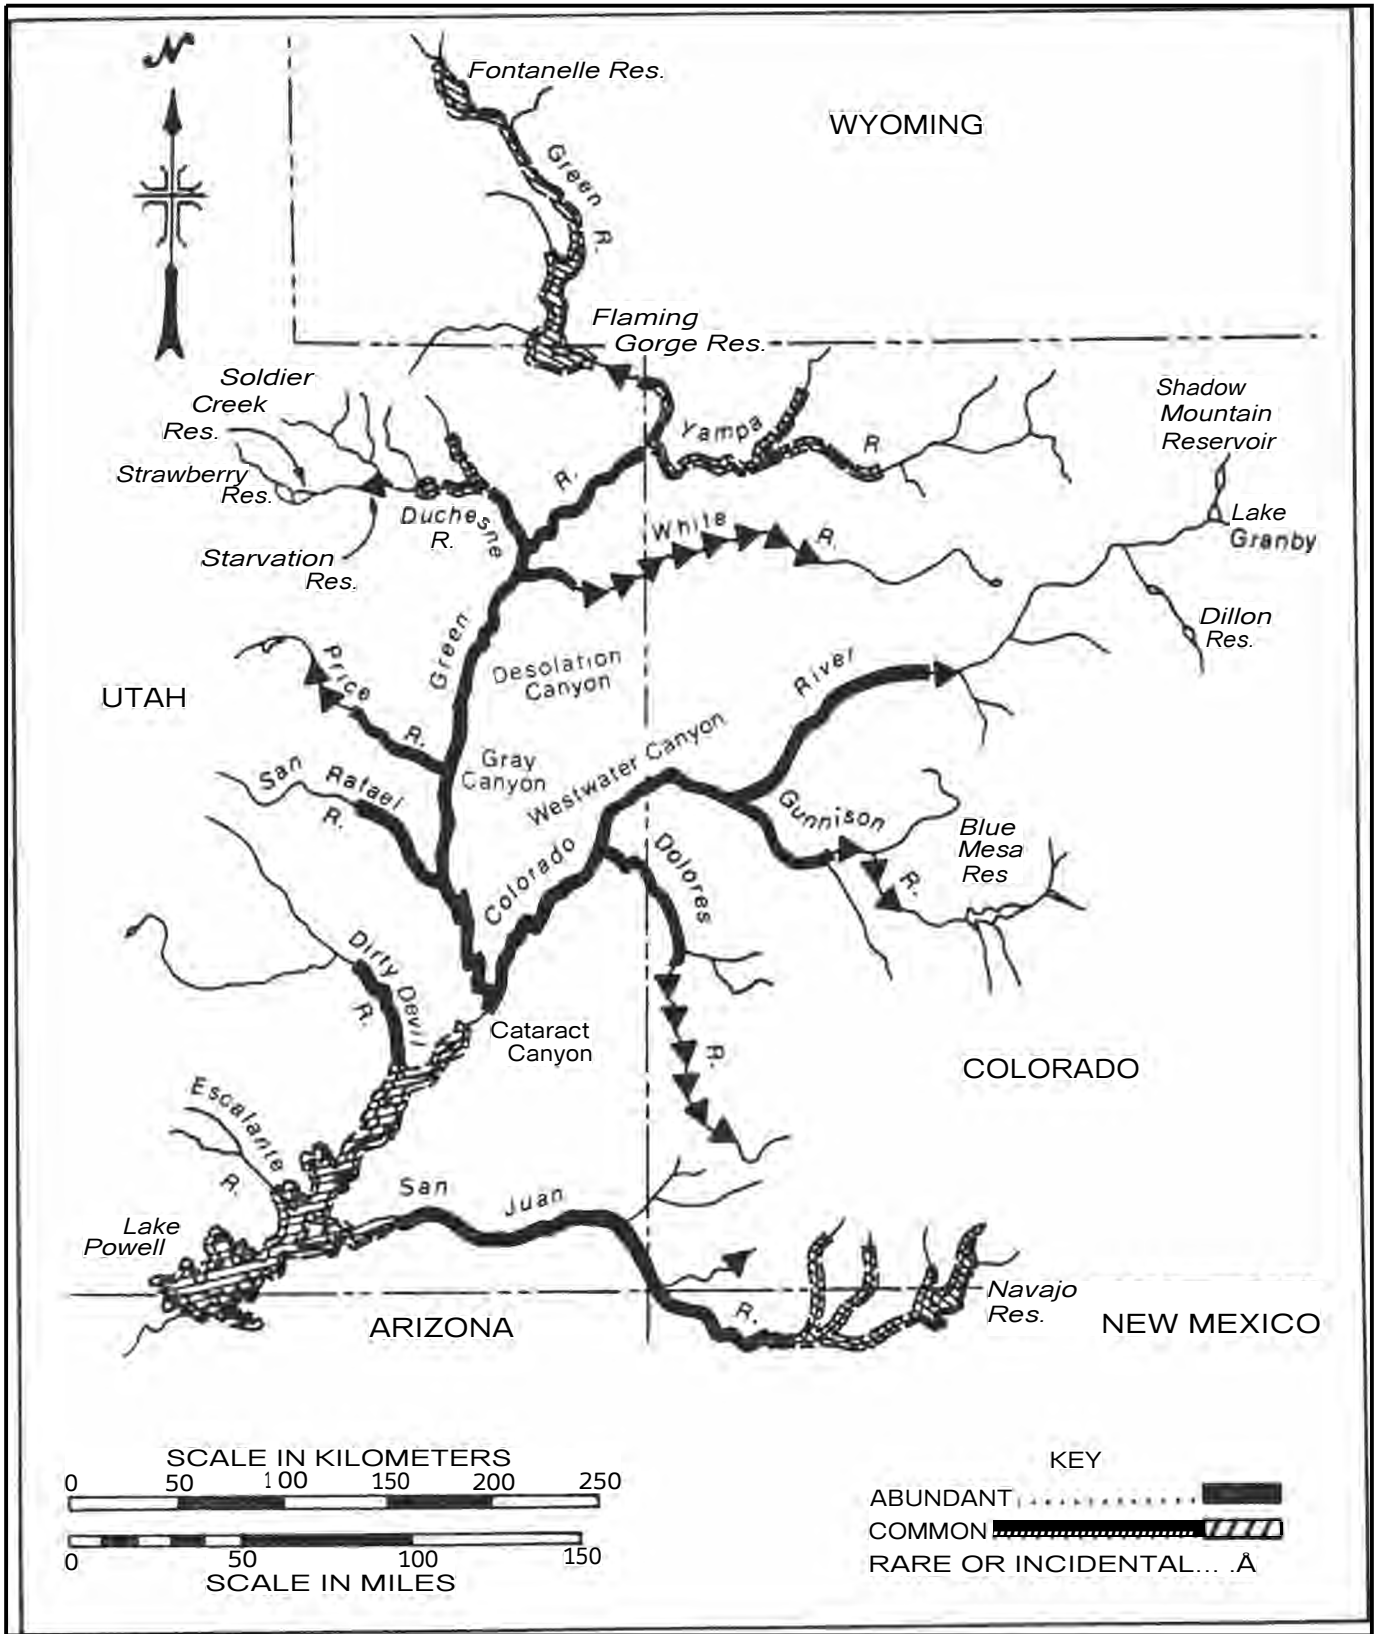 N
Fontanelle Res.
WYOMING
Green
R.
Flaming
Gorge Res.
Soldier
Creek
Res.
Strawberry
Res.
Shadow
Mountain
Reservoir
Yampa
R.
R.
Duchesne
R.
White
R.
Lake
Granby
Starvation
Res.
Dillon
Res.
Green
Desolation
Canyon
Price
R.
River
UTAH
Gray
Canyon
Westwater Canyon
San Rafael
R.
Gunnison
R.
Blue
Mesa
Res
Colorado
Dolores
R.
Dirty Devil
R.
Cataract
Canyon
COLORADO
Escalante
R.
San Juan
R.
Lake
Powell
Navajo
Res.
ARIZONA
NEW MEXICO
SCALE IN KILOMETERS
0 50 100 150 200 250
0 50 100 150
SCALE IN MILES
KEY
ABUNDANT
COMMON
RARE OR INCIDENTAL... .Å